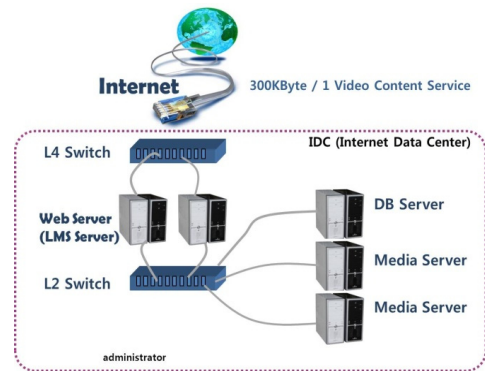 Internet
300KByte / 1 Video Content Service
IDC (Internet Data Center)
L4 Switch
Web Server
(LMS Server)
DB Server
Media Server
L2 Switch
Media Server
administrator